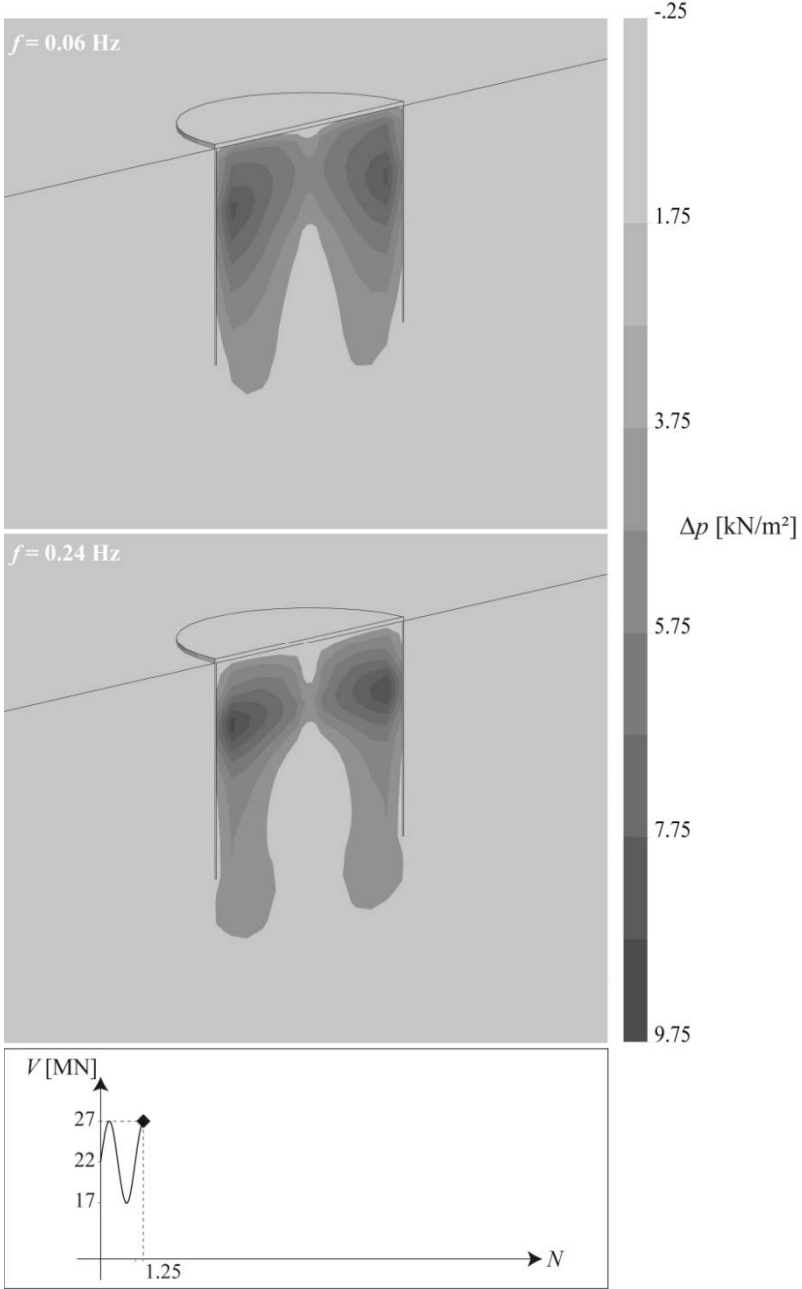 f = 0.06 Hz
-.25
1.75
3.75
Δp [kN/m²]
5.75
7.75
9.75
f = 0.24 Hz
V [MN]
27
22
17
1.25
N